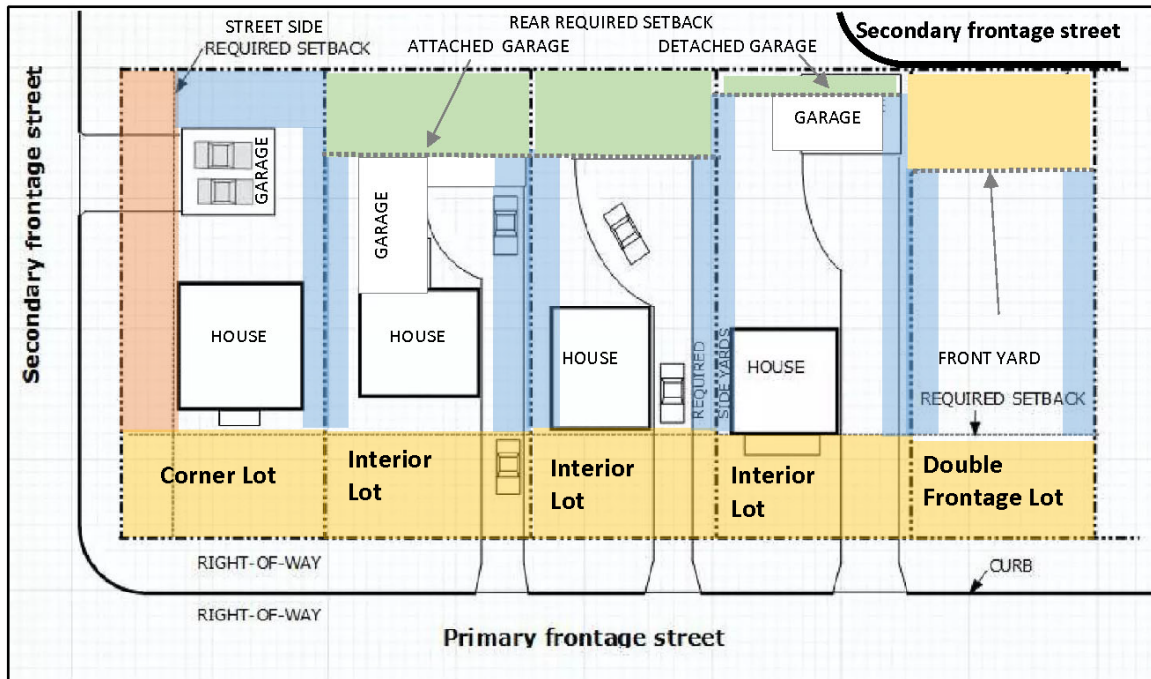 STREET SIDE
REQUIRED SETBACK
REAR REQUIRED SETBACK
ATTACHED GARAGE
DETACHED GARAGE
Secondary frontage street
Secondary frontage street
GARAGE
GARAGE
GARAGE
HOUSE
HOUSE
HOUSE
HOUSE
REQUIRED
SIDE YARDS
FRONT YARD
REQUIRED SETBACK
Corner Lot
Interior
Lot
Interior
Lot
Interior
Lot
Double
Frontage Lot
RIGHT-OF-WAY
CURB
RIGHT-OF-WAY
Primary frontage street